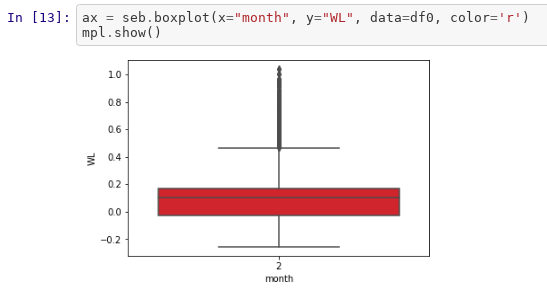 In [13]: ax = seb.boxplot(x="month", y="WL", data=df0, color='r')
mpl.show()
1.0
0.8
0.6
0.4
0.2
0.0
−0.2
WL
2
month